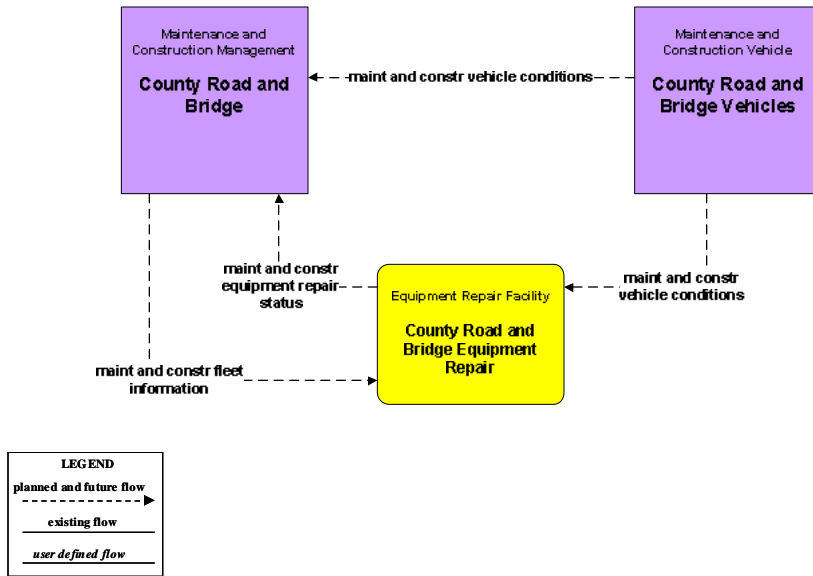 Maintenance and
Construction Management
County Road and
Bridge
Maintenance and
Construction Vehicle
County Road and
Bridge Vehicles
maint and constr vehicle conditions
maint and constr
equipment repair
status
Equipment Repair Facility
County Road and
Bridge Equipment
Repair
maint and constr
vehicle conditions
maint and constr fleet
information
LEGEND
planned and future flow
existing flow
user defined flow